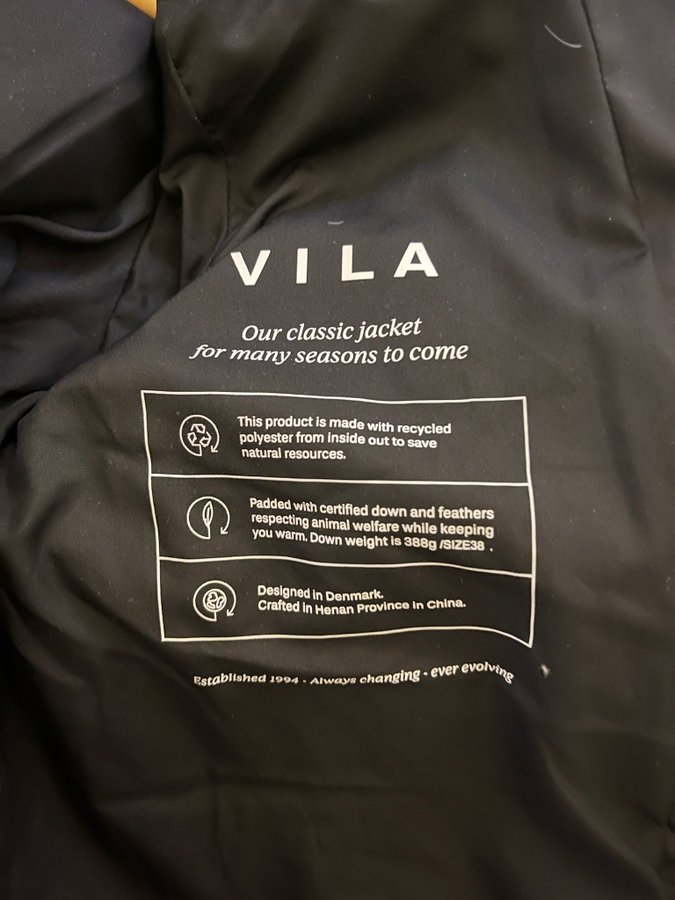 VILA
Our classic jacket
for many seasons to come
This product is made with recycled
polyester from inside out to save
natural resources.
Padded with certified down and feathers
respecting animal welfare while keeping
you warm. Down weight is 388g /SIZE38 .
Designed in Denmark.
Crafted in Henan Province in China.
Established 1994 - Always changing - ever evolving